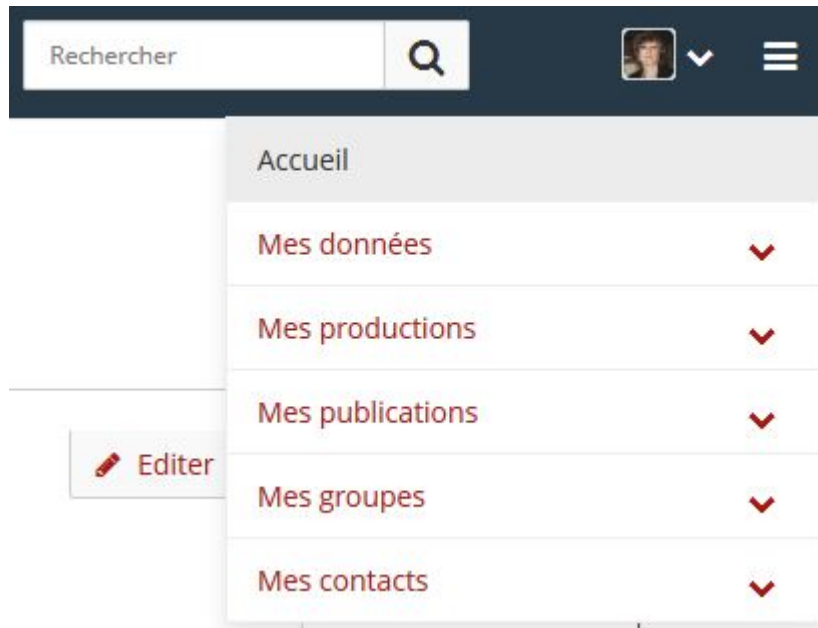 Rechercher
Accueil
Mes données
Mes productions
Mes publications
Editer
Mes groupes
Mes contacts